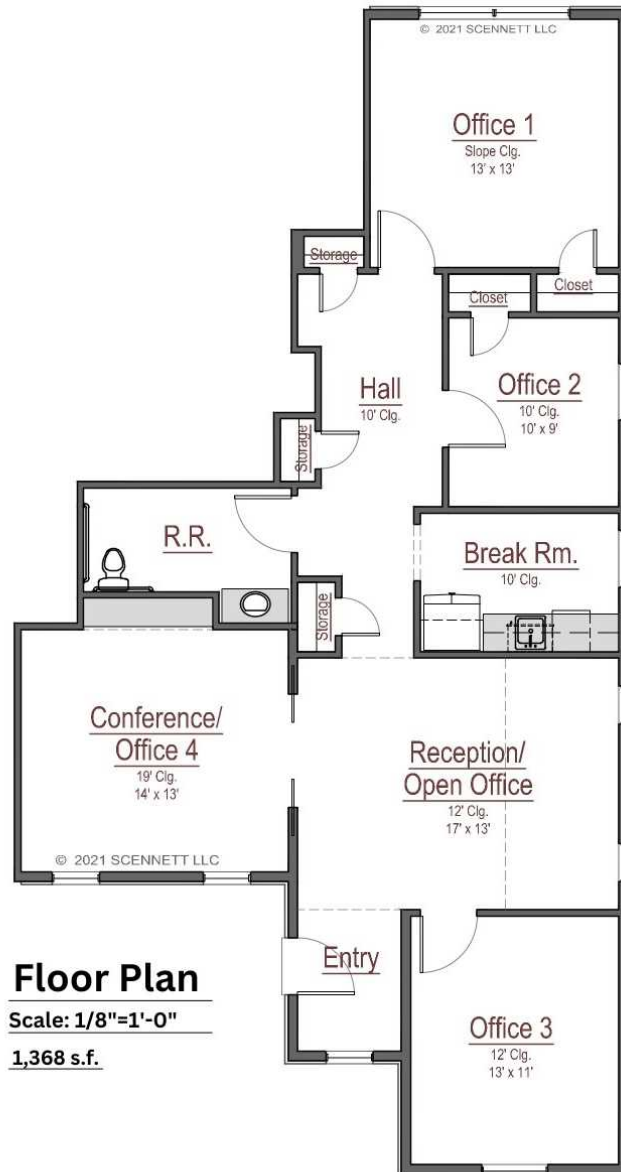 © 2021 SCENNETT LLC
Office 1
Slope Clg.
13' x 13'
Storage
Closet
Closet
Hall
10' Clg.
Office 2
10' Clg.
10' x 9'
Storage
R.R.
Break Rm.
10' Clg.
Storage
Conference/
Office 4
19' Clg.
14' x 13'
Reception/
Open Office
12' Clg.
17' x 13'
© 2021 SCENNETT LLC
Entry
Floor Plan
Scale: 1/8"=1'-0"
1,368 s.f.
Office 3
12' Clg.
13' x 11'